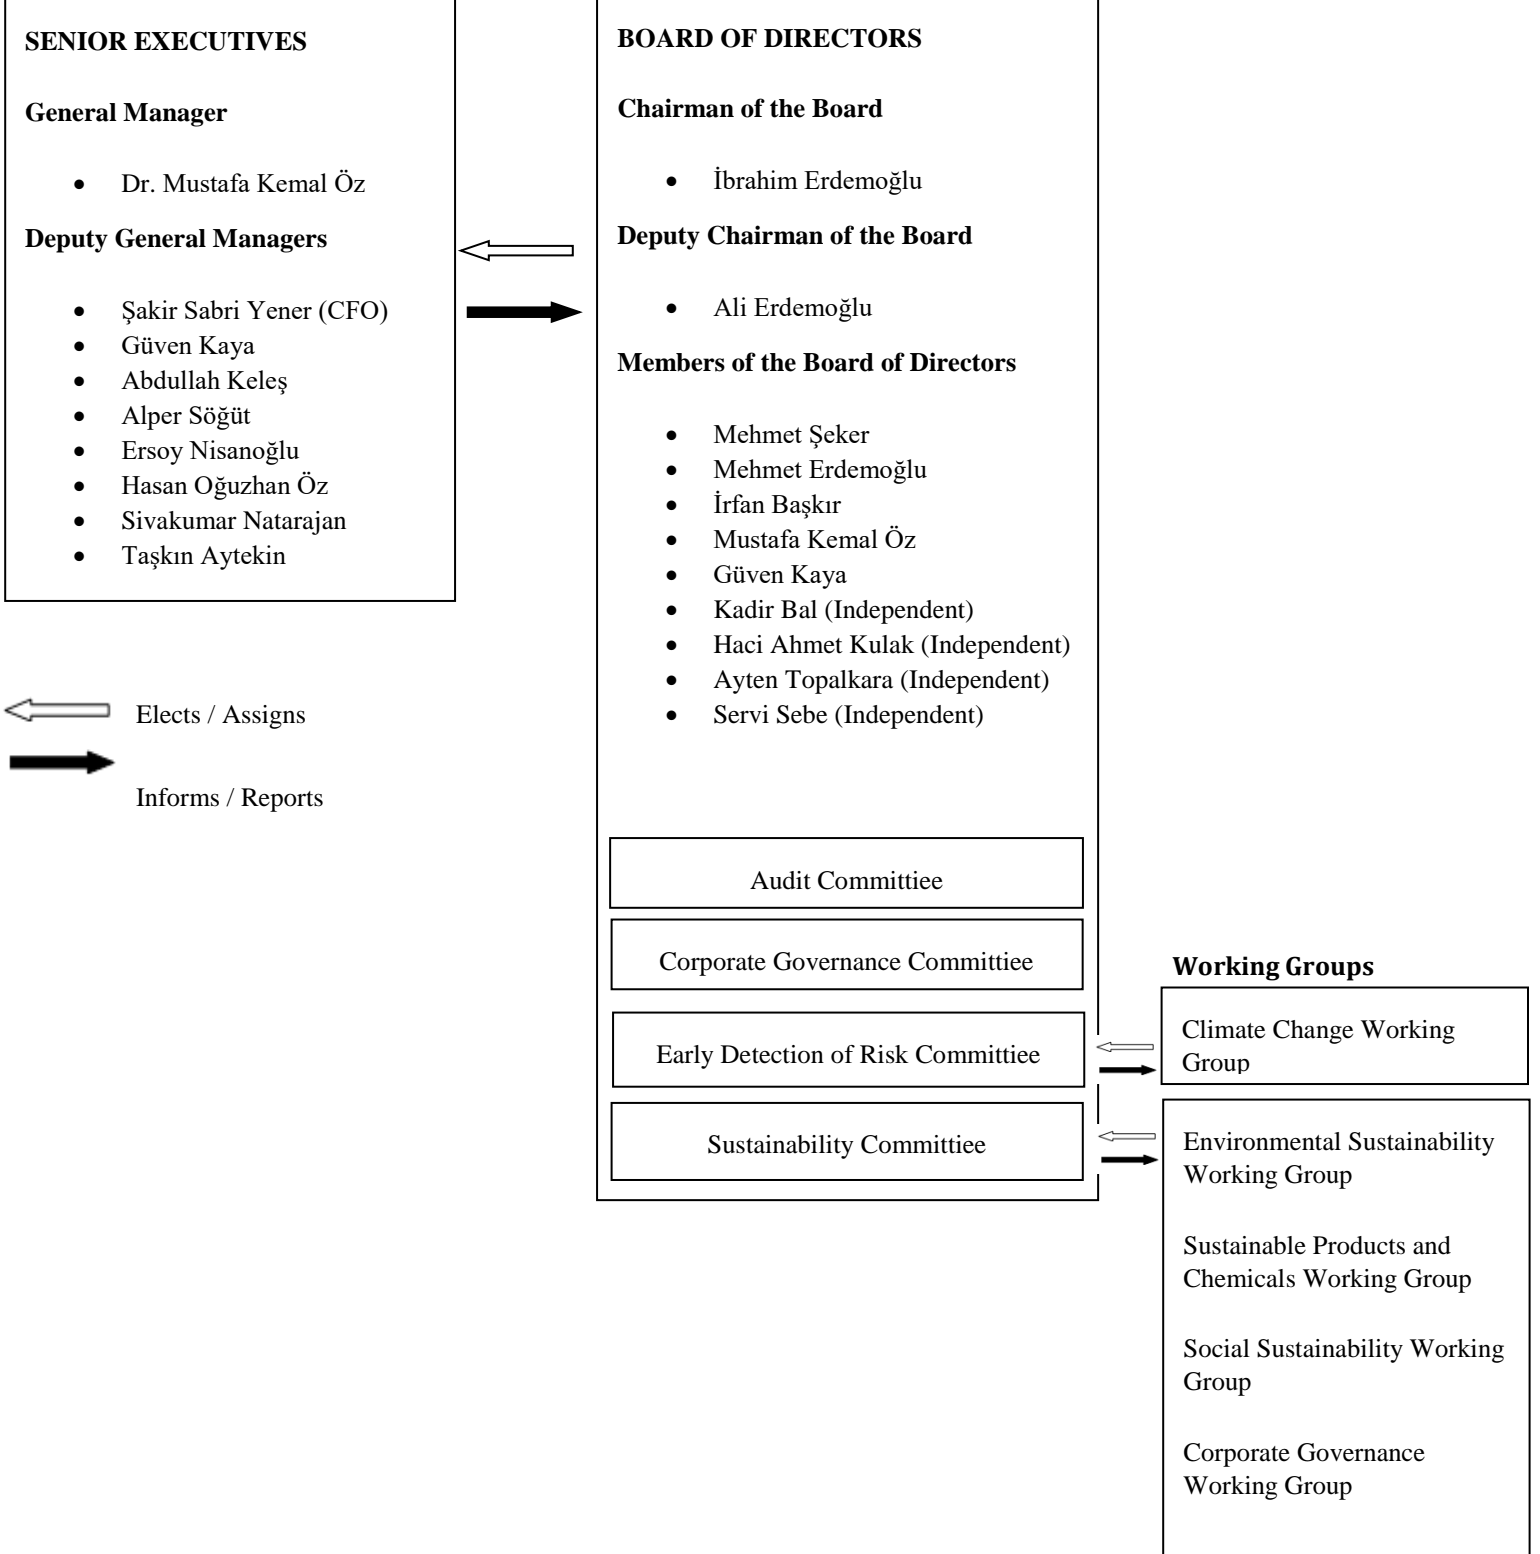 SENIOR EXECUTIVES
General Manager
• Dr. Mustafa Kemal Öz
Deputy General Managers
• Şakir Sabri Yener (CFO)
• Güven Kaya
• Abdullah Keleş
• Alper Söğüt
• Ersoy Nisanoğlu
• Hasan Oğuzhan Öz
• Sivakumar Natarajan
• Taşkın Aytekin
Elects / Assigns
Informs / Reports
BOARD OF DIRECTORS
Chairman of the Board
• İbrahim Erdemoğlu
Deputy Chairman of the Board
• Ali Erdemoğlu
Members of the Board of Directors
• Mehmet Şeker
• Mehmet Erdemoğlu
• İrfan Başkır
• Mustafa Kemal Öz
• Güven Kaya
• Kadir Bal (Independent)
• Haci Ahmet Kulak (Independent)
• Ayten Topalkara (Independent)
• Servi Sebe (Independent)
Audit Committiee
Corporate Governance Committiee
Early Detection of Risk Committiee
Sustainability Committiee
Working Groups
Climate Change Working
Group
Environmental Sustainability
Working Group
Sustainable Products and
Chemicals Working Group
Social Sustainability Working
Group
Corporate Governance
Working Group